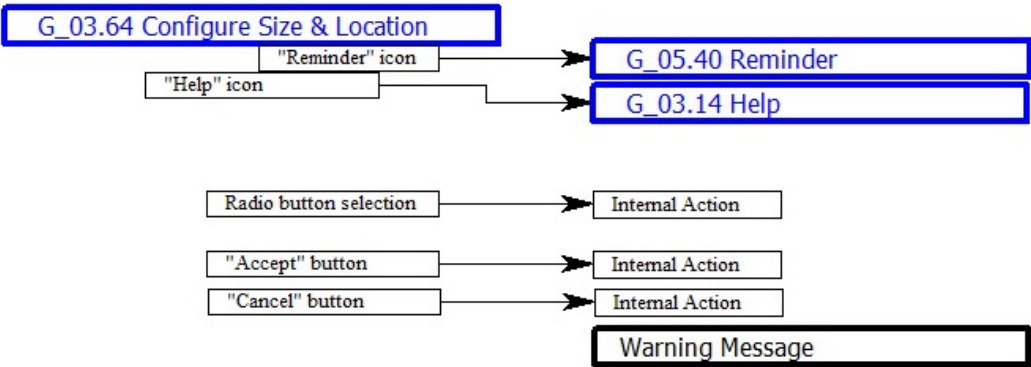 G_03.64 Configure Size & Location
"Reminder" icon
G_05.40 Reminder
"Help" icon
G_03.14 Help
Radio button selection
Internal Action
"Accept" button
Internal Action
"Cancel" button
Internal Action
Warning Message